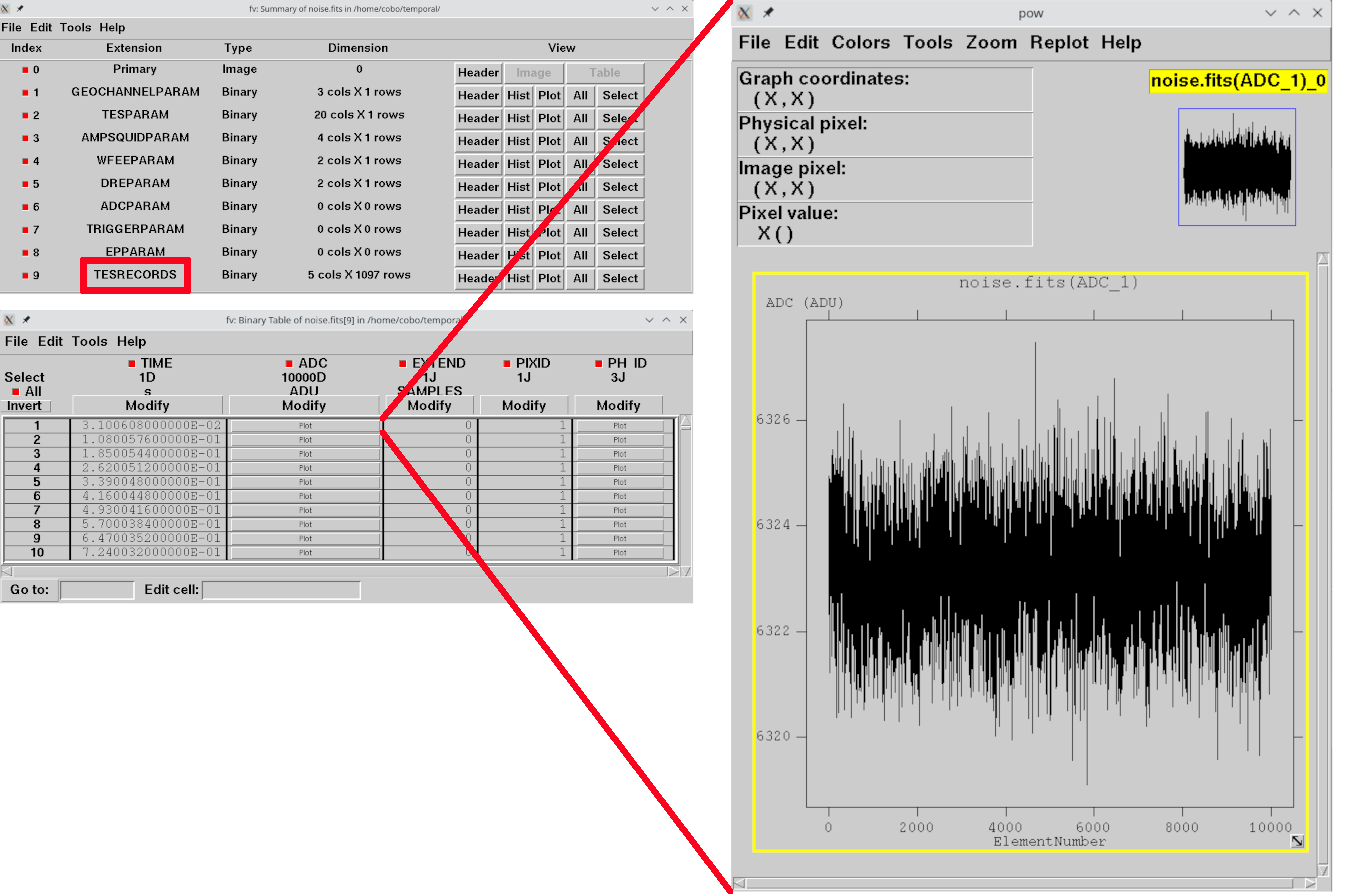 fv: Summary of noise.fits in /home/cobo/temporal/
File Edit Tools Help
Index Extension Type Dimension View
0 Primary Image 0 Header Image Table
1 GEOCHANNELPARAM Binary 3 cols X 1 rows Header Hist Plot All Select
2 TESPARAM Binary 20 cols X 1 rows Header Hist Plot All Select
3 AMPSQUIDPARAM Binary 4 cols X 1 rows Header Hist Plot All Select
4 WFEEPARAM Binary 2 cols X 1 rows Header Hist Plot All Select
5 DREPARAM Binary 2 cols X 1 rows Header Hist Plot All Select
6 ADCPARAM Binary 0 cols X 0 rows Header Hist Plot All Select
7 TRIGGERPARAM Binary 0 cols X 0 rows Header Hist Plot All Select
8 EPPARAM Binary 0 cols X 0 rows Header Hist Plot All Select
9 TESRECORDS Binary 5 cols X 1097 rows Header Hist Plot All Select
fv: Binary Table of noise.fits[9] in /home/cobo/temporal/
File Edit Tools Help
TIME ADC EXTEND PIXID PH ID
Select 1D 10000D 1J 1J 3J
All s ADU SAMPLES
Invert Modify Modify Modify Modify Modify
1 3.100608000000E-02 Plot 0 1 Plot
2 1.080057600000E-01 Plot 0 1 Plot
3 1.850054400000E-01 Plot 0 1 Plot
4 2.620051200000E-01 Plot 0 1 Plot
5 3.390048000000E-01 Plot 0 1 Plot
6 4.160044800000E-01 Plot 0 1 Plot
7 4.930041600000E-01 Plot 0 1 Plot
8 5.700038400000E-01 Plot 0 1 Plot
9 6.470035200000E-01 Plot 0 1 Plot
10 7.240032000000E-01 Plot 0 1 Plot
Go to: Edit cell:
pow
File Edit Colors Tools Zoom Replot Help
Graph coordinates:
(X,X)
Physical pixel:
(X,X)
Image pixel:
(X,X)
Pixel value:
X()
noise.fits(ADC_1)_0
noise.fits(ADC_1)
ADC (ADU)
6326
6324
6322
6320
0 2000 4000 6000 8000 10000
ElementNumber